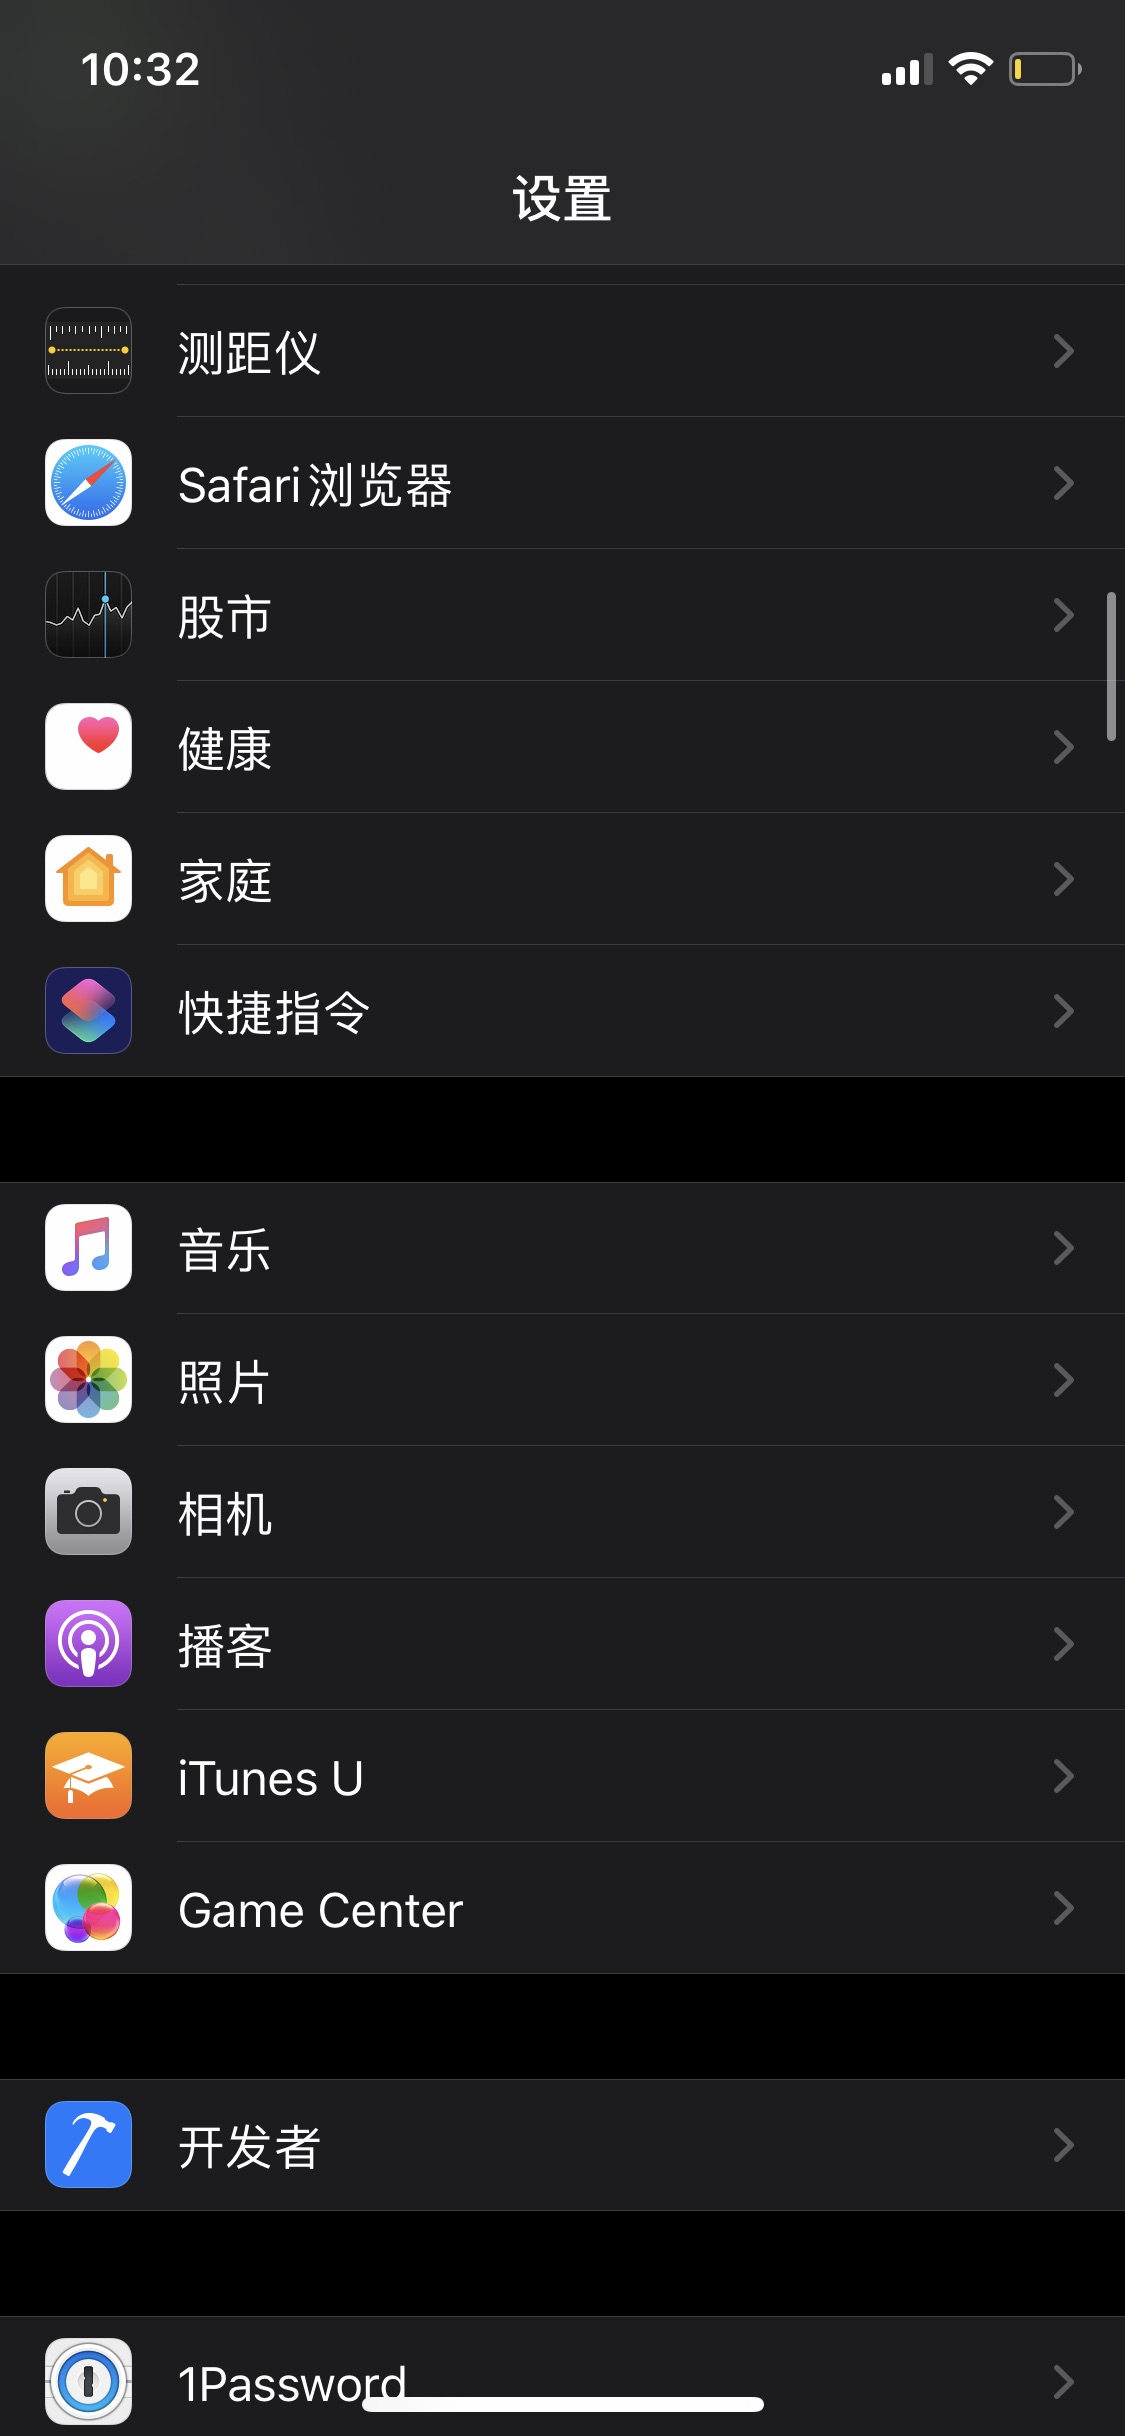 10:32
设置
测距仪
Safari浏览器
股市
健康
家庭
快捷指令
音乐
照片
相机
播客
iTunes U
Game Center
开发者
1Password